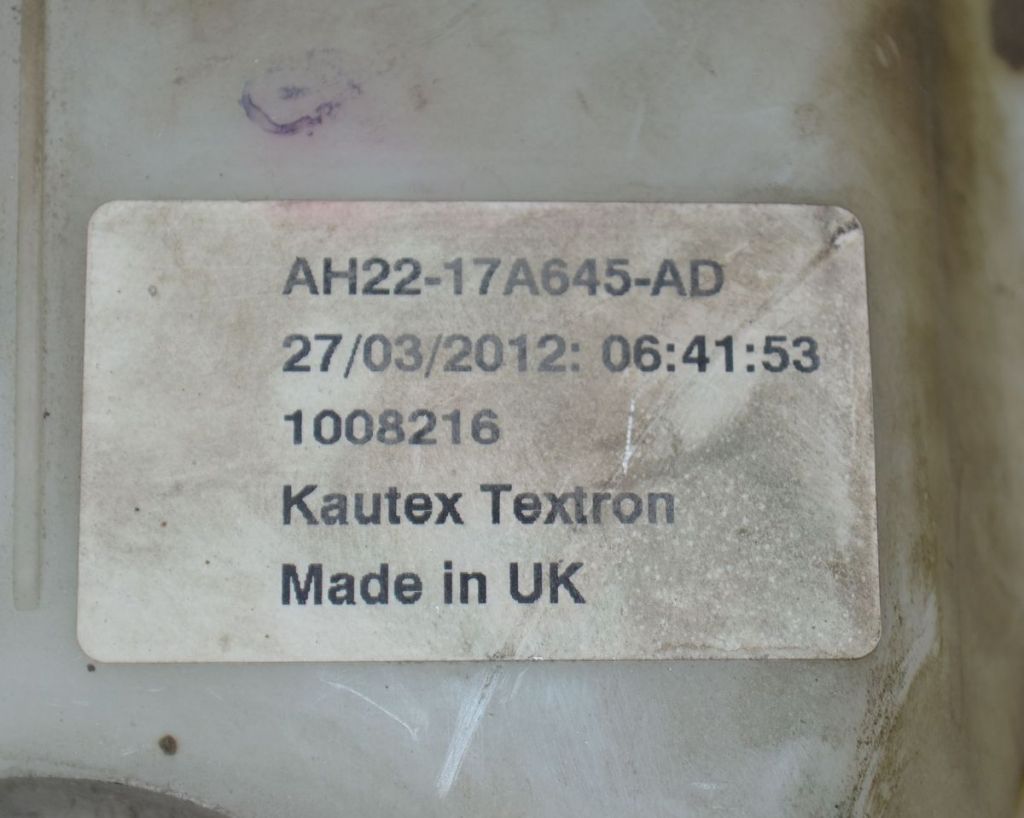 AH22-17A645-AD
27/03/2012: 06:41:53
1008216
Kautex Textron
Made in UK